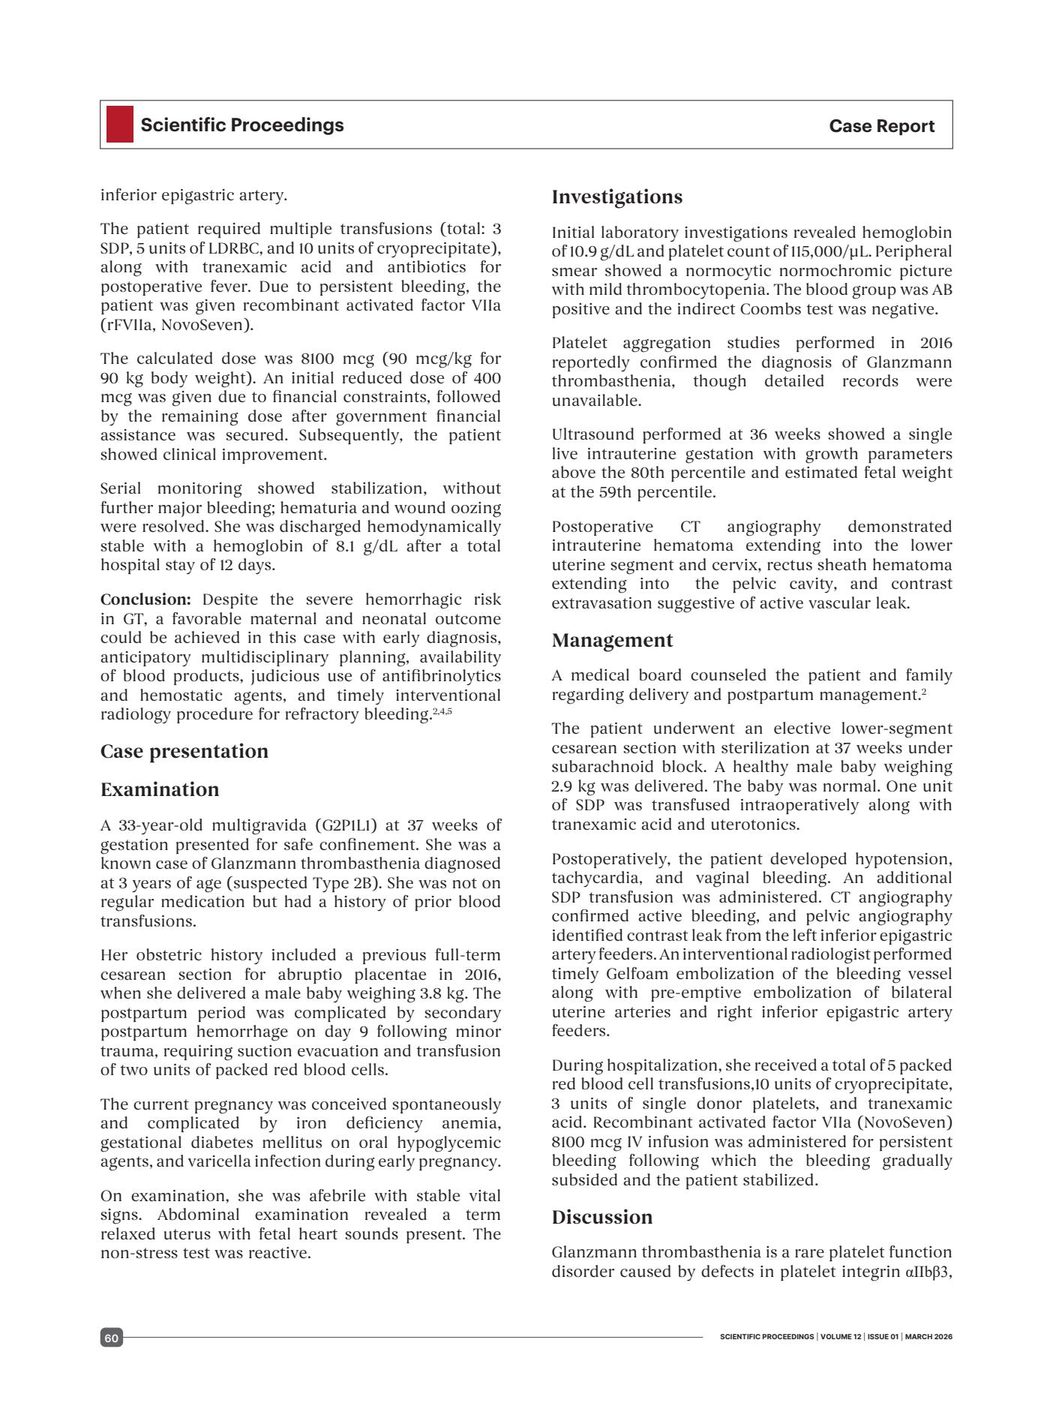 Scientific Proceedings
Case Report
inferior epigastric artery.
The patient required multiple transfusions (total: 3
SDP, 5 units of LDRBC, and 10 units of cryoprecipitate),
along with tranexamic acid and antibiotics for
postoperative fever. Due to persistent bleeding, the
patient was given recombinant activated factor VIIa
(rFVIIa, NovoSeven).
The calculated dose was 8100 mcg (90 mcg/kg for
90 kg body weight). An initial reduced dose of 400
mcg was given due to financial constraints, followed
by the remaining dose after government financial
assistance was secured. Subsequently, the patient
showed clinical improvement.
Serial monitoring showed stabilization, without
further major bleeding; hematuria and wound oozing
were resolved. She was discharged hemodynamically
stable with a hemoglobin of 8.1 g/dL after a total
hospital stay of 12 days.
Conclusion: Despite the severe hemorrhagic risk
in GT, a favorable maternal and neonatal outcome
could be achieved in this case with early diagnosis,
anticipatory multidisciplinary planning, availability
of blood products, judicious use of antifibrinolytics
and hemostatic agents, and timely interventional
radiology procedure for refractory bleeding.2,4,5
Case presentation
Examination
A 33-year-old multigravida (G2P1L1) at 37 weeks of
gestation presented for safe confinement. She was a
known case of Glanzmann thrombasthenia diagnosed
at 3 years of age (suspected Type 2B). She was not on
regular medication but had a history of prior blood
transfusions.
Her obstetric history included a previous full-term
cesarean section for abruptio placentae in 2016,
when she delivered a male baby weighing 3.8 kg. The
postpartum period was complicated by secondary
postpartum hemorrhage on day 9 following minor
trauma, requiring suction evacuation and transfusion
of two units of packed red blood cells.
The current pregnancy was conceived spontaneously
and complicated by iron deficiency anemia,
gestational diabetes mellitus on oral hypoglycemic
agents, and varicella infection during early pregnancy.
On examination, she was afebrile with stable vital
signs. Abdominal examination revealed a term
relaxed uterus with fetal heart sounds present. The
non-stress test was reactive.
Investigations
Initial laboratory investigations revealed hemoglobin
of 10.9 g/dL and platelet count of 115,000/µL. Peripheral
smear showed a normocytic normochromic picture
with mild thrombocytopenia. The blood group was AB
positive and the indirect Coombs test was negative.
Platelet aggregation studies performed in 2016
reportedly confirmed the diagnosis of Glanzmann
thrombasthenia, though detailed records were
unavailable.
Ultrasound performed at 36 weeks showed a single
live intrauterine gestation with growth parameters
above the 80th percentile and estimated fetal weight
at the 59th percentile.
Postoperative CT angiography demonstrated
intrauterine hematoma extending into the lower
uterine segment and cervix, rectus sheath hematoma
extending into the pelvic cavity, and contrast
extravasation suggestive of active vascular leak.
Management
A medical board counseled the patient and family
regarding delivery and postpartum management.2
The patient underwent an elective lower-segment
cesarean section with sterilization at 37 weeks under
subarachnoid block. A healthy male baby weighing
2.9 kg was delivered. The baby was normal. One unit
of SDP was transfused intraoperatively along with
tranexamic acid and uterotonics.
Postoperatively, the patient developed hypotension,
tachycardia, and vaginal bleeding. An additional
SDP transfusion was administered. CT angiography
confirmed active bleeding, and pelvic angiography
identified contrast leak from the left inferior epigastric
artery feeders. An interventional radiologist performed
timely Gelfoam embolization of the bleeding vessel
along with pre-emptive embolization of bilateral
uterine arteries and right inferior epigastric artery
feeders.
During hospitalization, she received a total of 5 packed
red blood cell transfusions,10 units of cryoprecipitate,
3 units of single donor platelets, and tranexamic
acid. Recombinant activated factor VIIa (NovoSeven)
8100 mcg IV infusion was administered for persistent
bleeding following which the bleeding gradually
subsided and the patient stabilized.
Discussion
Glanzmann thrombasthenia is a rare platelet function
disorder caused by defects in platelet integrin αIIbβ3,
60
SCIENTIFIC PROCEEDINGS | VOLUME 12 | ISSUE 01 | MARCH 2026